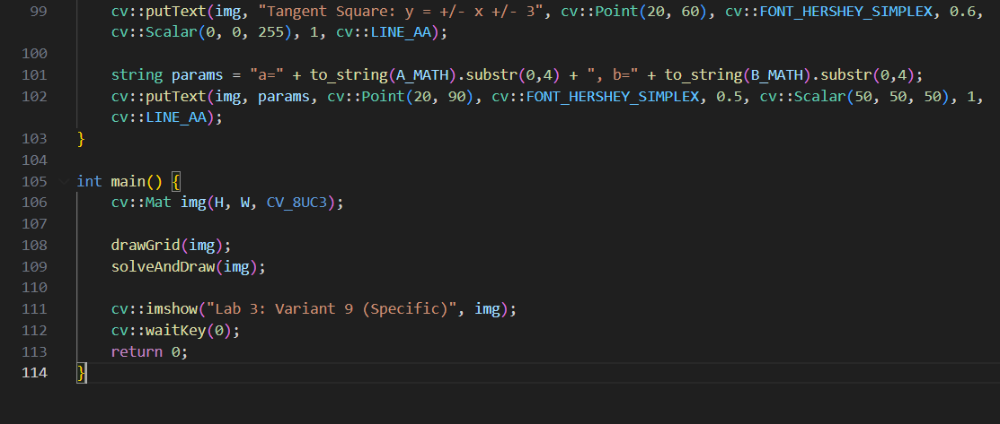 99 cv::putText(img, "Tangent Square: y = +/- x +/- 3", cv::Point(20, 60), cv::FONT_HERSHEY_SIMPLEX, 0.6,
cv::Scalar(0, 0, 255), 1, cv::LINE_AA);
100
101 string params = "a=" + to_string(A_MATH).substr(0,4) + ", b=" + to_string(B_MATH).substr(0,4);
102 cv::putText(img, params, cv::Point(20, 90), cv::FONT_HERSHEY_SIMPLEX, 0.5, cv::Scalar(50, 50, 50), 1,
cv::LINE_AA);
103 }
104
105 int main() {
106 cv::Mat img(H, W, CV_8UC3);
107
108 drawGrid(img);
109 solveAndDraw(img);
110
111 cv::imshow("Lab 3: Variant 9 (Specific)", img);
112 cv::waitKey(0);
113 return 0;
114 }